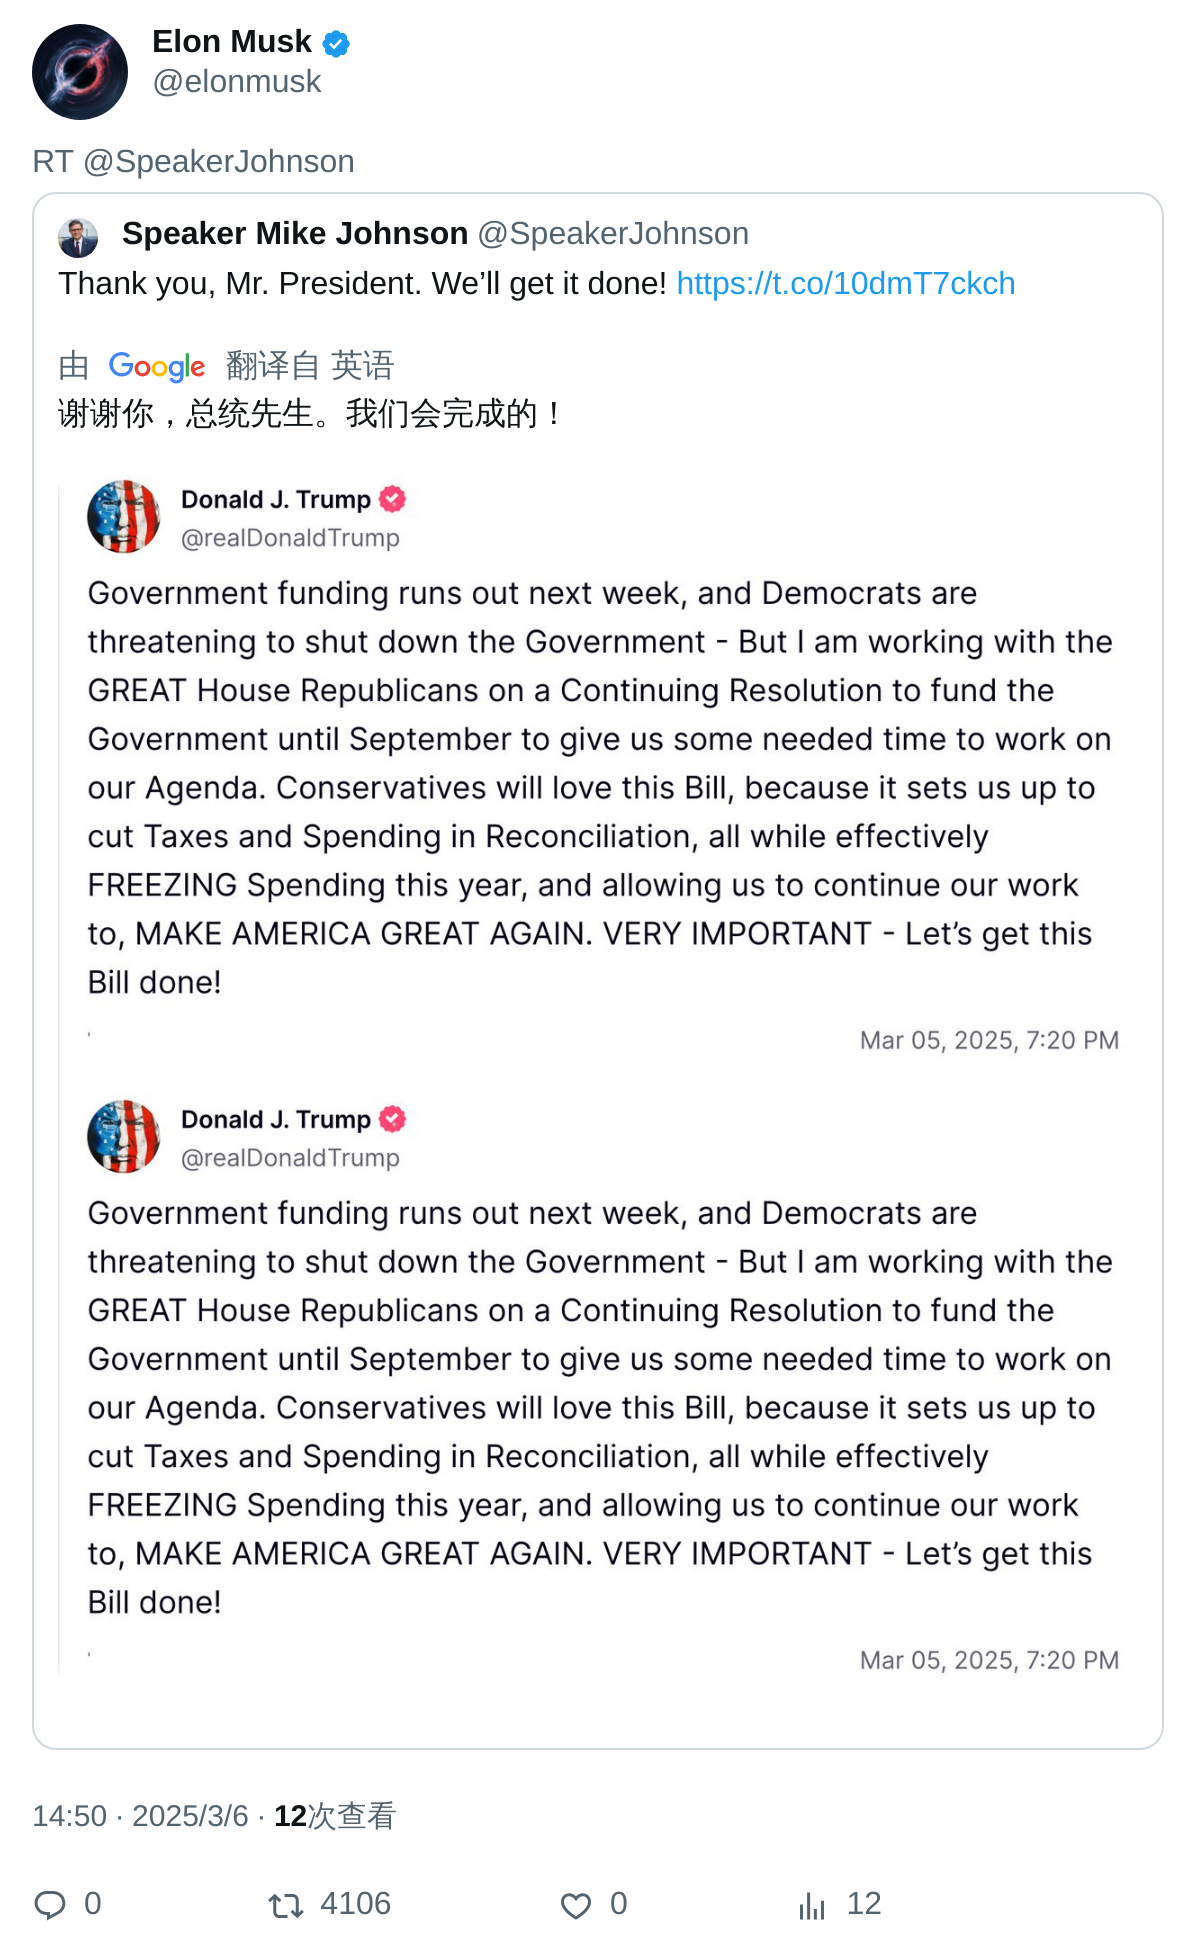 Elon Musk
@elonmusk
RT @SpeakerJohnson
Speaker Mike Johnson @SpeakerJohnson
Thank you, Mr. President. We’ll get it done! https://t.co/10dmT7ckch
由 Google 翻译自 英语
谢谢你，总统先生。我们会完成的！
Donald J. Trump
@realDonaldTrump
Government funding runs out next week, and Democrats are
threatening to shut down the Government - But I am working with the
GREAT House Republicans on a Continuing Resolution to fund the
Government until September to give us some needed time to work on
our Agenda. Conservatives will love this Bill, because it sets us up to
cut Taxes and Spending in Reconciliation, all while effectively
FREEZING Spending this year, and allowing us to continue our work
to, MAKE AMERICA GREAT AGAIN. VERY IMPORTANT - Let’s get this
Bill done!
Mar 05, 2025, 7:20 PM
Donald J. Trump
@realDonaldTrump
Government funding runs out next week, and Democrats are
threatening to shut down the Government - But I am working with the
GREAT House Republicans on a Continuing Resolution to fund the
Government until September to give us some needed time to work on
our Agenda. Conservatives will love this Bill, because it sets us up to
cut Taxes and Spending in Reconciliation, all while effectively
FREEZING Spending this year, and allowing us to continue our work
to, MAKE AMERICA GREAT AGAIN. VERY IMPORTANT - Let’s get this
Bill done!
Mar 05, 2025, 7:20 PM
14:50 · 2025/3/6 · 12次查看
0 4106 0 12